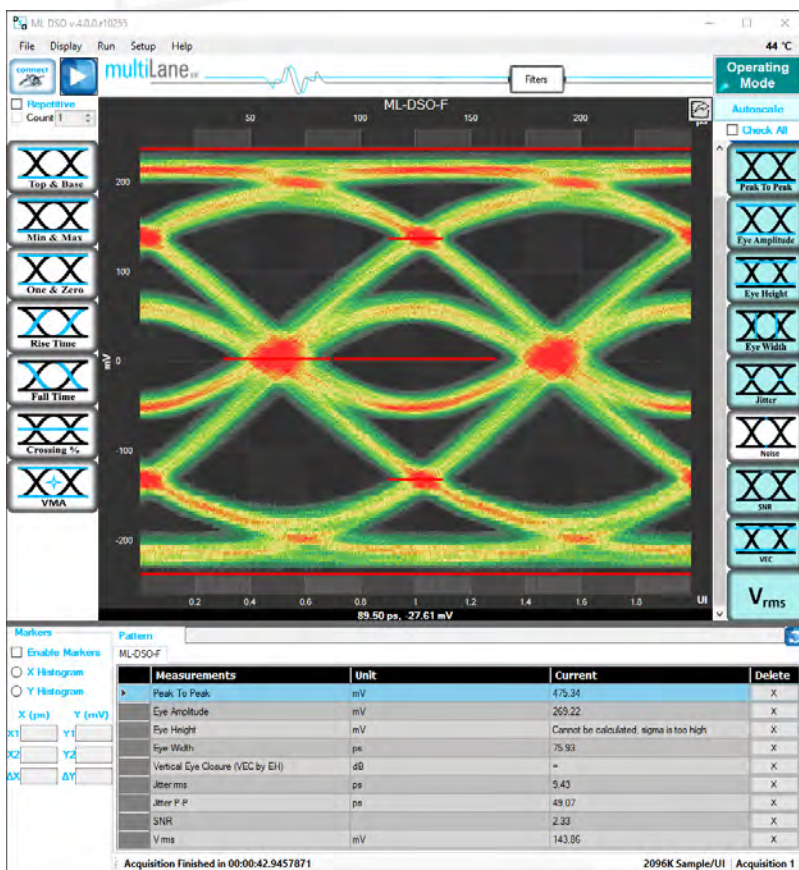 ML DSO v.4.0.0.r10255
File Display Run Setup Help 44 °C
connect multiLane Filters Operating Mode
Repetitive
Count 1
Autoscale
Check All
ML-DSO-F
50 100 150 200
Top & Base
Min & Max
One & Zero
Rise Time
Fall Time
Crossing %
VMA
200
100
0
-100
-200
mV
Peak To Peak
Eye Amplitude
Eye Height
Eye Width
Jitter
Noise
SNR
VEC
Vrms
0.2 0.4 0.6 0.8 1 1.2 1.4 1.6 1.8 UI
89.50 ps, -27.61 mV
Markers
Enable Markers
X Histogram
Y Histogram
X (ps) Y (mV)
X1 Y1
X2 Y2
ΔX ΔY
Pattern
ML-DSO-F
Measurements Unit Current Delete
Peak To Peak mV 475.34 X
Eye Amplitude mV 269.22 X
Eye Height mV Cannot be calculated, sigma is too high X
Eye Width ps 75.93 X
Vertical Eye Closure (VEC by EH) dB - X
Jitter rms ps 9.43 X
Jitter P-P ps 49.07 X
SNR 2.33 X
V rms mV 143.86 X
Acquisition Finished in 00:00:42.9457871 2096K Sample/UI Acquisition 1